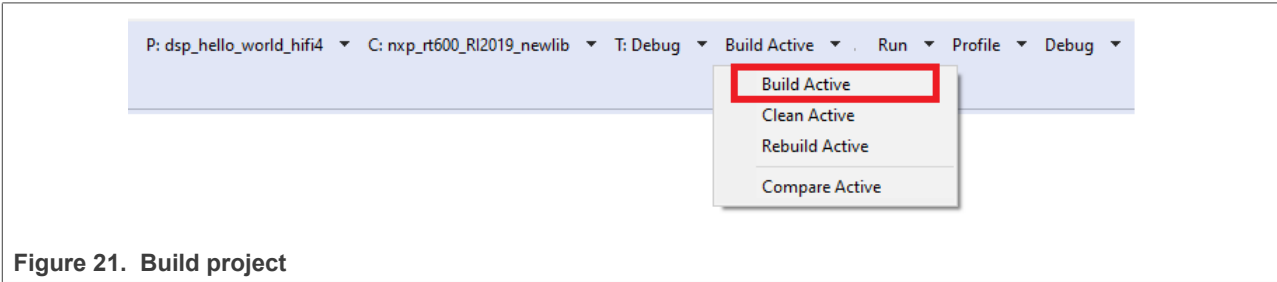 P: dsp_hello_world_hifi4 C: nxp_rt600_RI2019_newlib T: Debug Build Active Run Profile Debug
Build Active
Clean Active
Rebuild Active
Compare Active
Figure 21. Build project